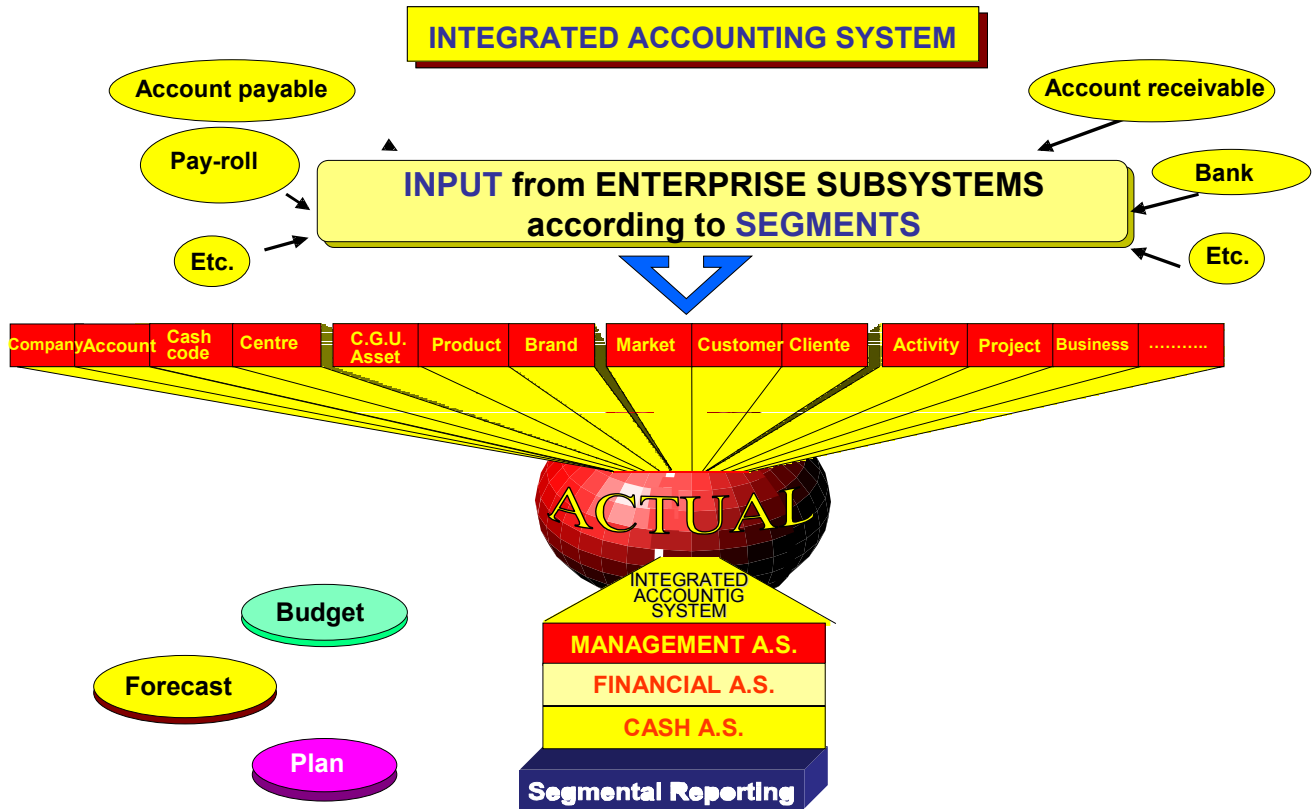 INTEGRATED ACCOUNTING SYSTEM
Account payable
Account receivable
Pay-roll
Bank
INPUT from ENTERPRISE SUBSYSTEMS
according to SEGMENTS
Etc.
Etc.
Company
Account
Cash
code
Centre
C.G.U.
Asset
Product
Brand
Market
Customer
Cliente
Activity
Project
Business
………..
ACTUAL
INTEGRATED
ACCOUNTIG
SYSTEM
Budget
MANAGEMENT A.S.
Forecast
FINANCIAL A.S.
CASH A.S.
Plan
Segmental Reporting